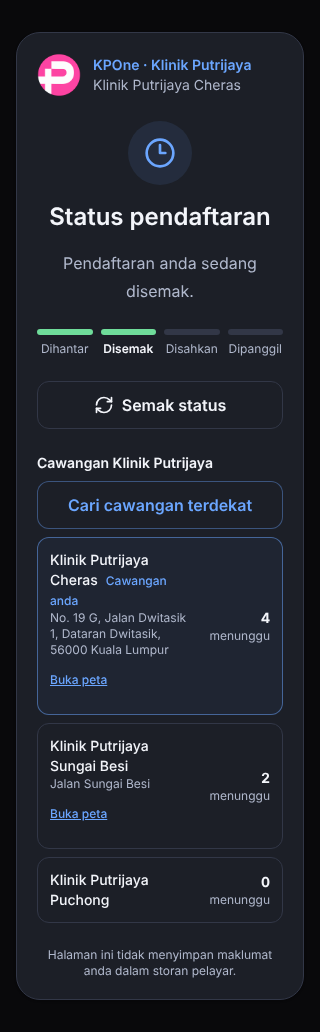 KPOne · Klinik Putrijaya
Klinik Putrijaya Cheras
Status pendaftaran
Pendaftaran anda sedang
disemak.
Dihantar Disemak Disahkan Dipanggil
Semak status
Cawangan Klinik Putrijaya
Cari cawangan terdekat
Klinik Putrijaya
Cheras Cawangan
anda
No. 19 G, Jalan Dwitasik
1, Dataran Dwitasik,
56000 Kuala Lumpur
Buka peta
4
menunggu
Klinik Putrijaya
Sungai Besi
Jalan Sungai Besi
Buka peta
2
menunggu
Klinik Putrijaya
Puchong
0
menunggu
Halaman ini tidak menyimpan maklumat
anda dalam storan pelayar.